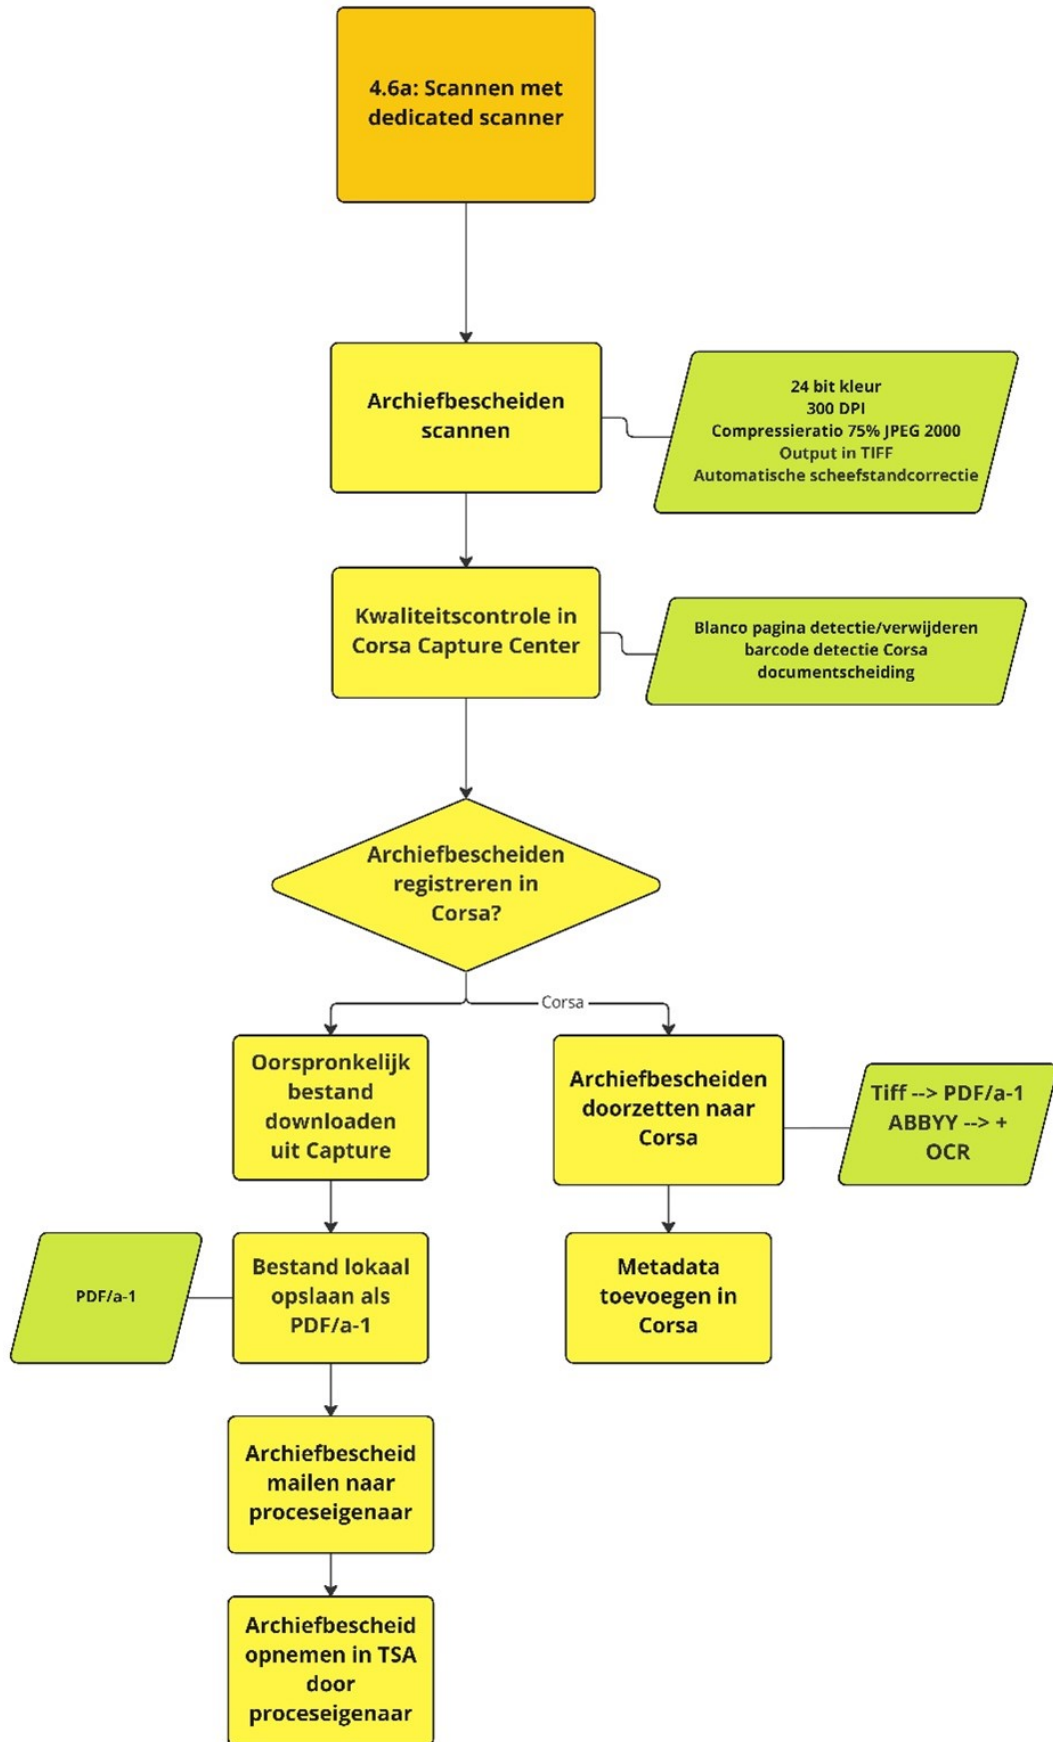 4.6a: Scannen met
dedicated scanner
Archiefbescheiden
scannen
24 bit kleur
300 DPI
Compressieratio 75% JPEG 2000
Output in TIFF
Automatische scheefstandcorrectie
Kwaliteitscontrole in
Corsa Capture Center
Blanco pagina detectie/verwijderen
barcode detectie Corsa
documentscheiding
Archiefbescheiden
registreren in
Corsa?
Corsa
Oorspronkelijk
bestand
downloaden
uit Capture
Archiefbescheiden
doorzetten naar
Corsa
Tiff --> PDF/a-1
ABBYY --> +
OCR
PDF/a-1
Bestand lokaal
opslaan als
PDF/a-1
Metadata
toevoegen in
Corsa
Archiefbescheid
mailen naar
proceseigenaar
Archiefbescheid
opnemen in TSA
door
proceseigenaar